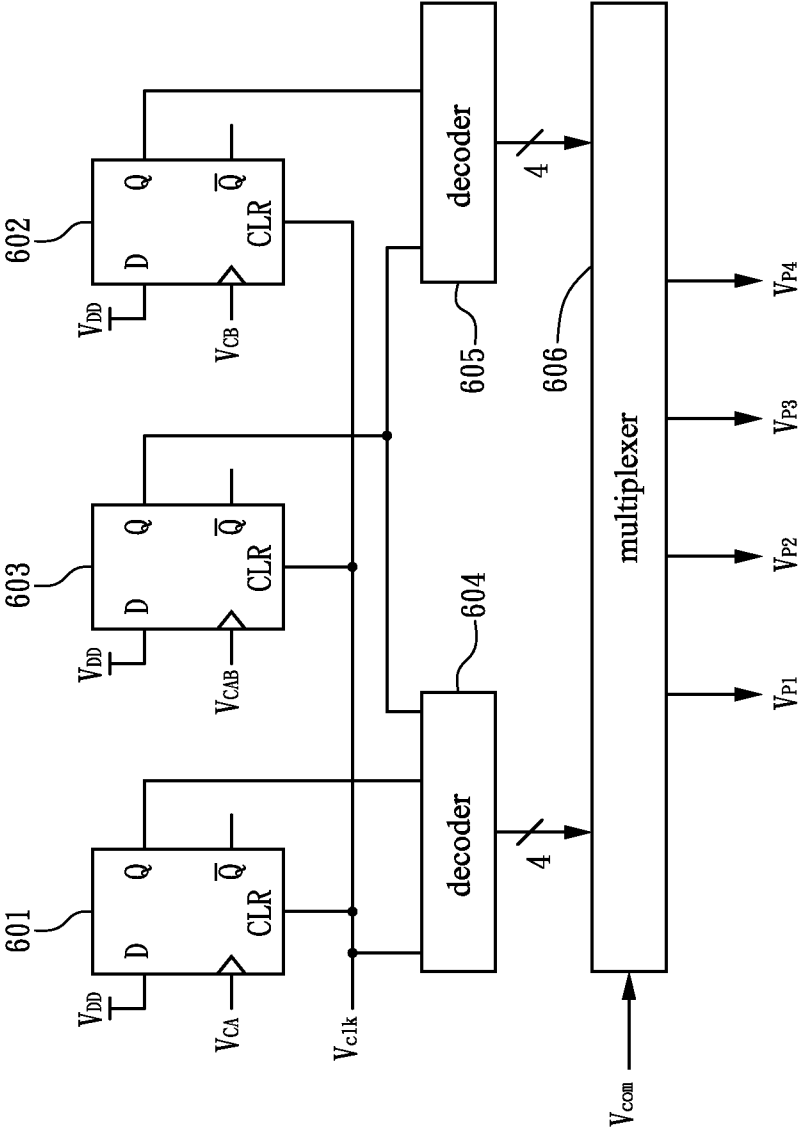 602
V_DD
D
Q
Q̅
CLR
V_CB
603
V_DD
D
Q
Q̅
CLR
V_CAB
601
V_DD
D
Q
Q̅
CLR
V_CA
V_clk
decoder
605
4
decoder
604
4
multiplexer
606
V_com
V_P1
V_P2
V_P3
V_P4